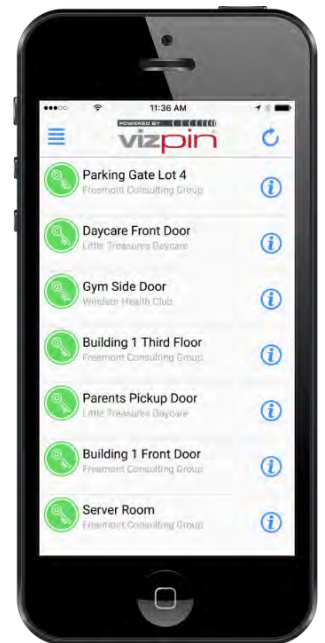 11:36 AM
POWERED BY
vizpin
Parking Gate Lot 4
Freemont Consulting Group
Daycare Front Door
Little Treasures Daycare
Gym Side Door
Windsor Health Club
Building 1 Third Floor
Freemont Consulting Group
Parents Pickup Door
Little Treasures Daycare
Building 1 Front Door
Freemont Consulting Group
Server Room
Freemont Consulting Group